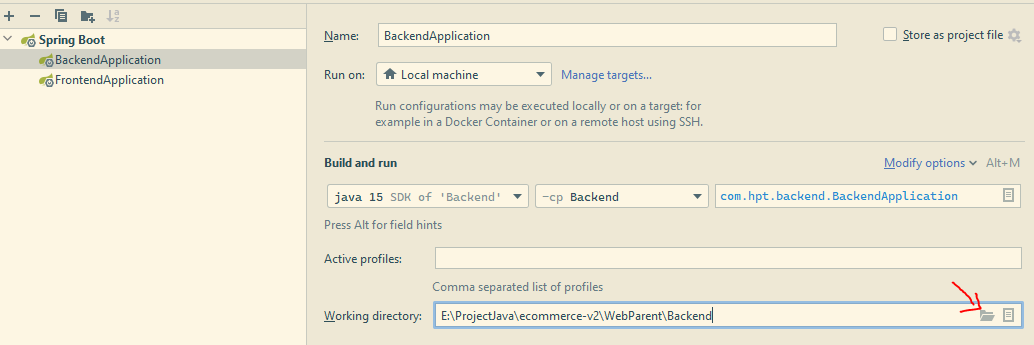 Spring Boot
BackendApplication
FrontendApplication
Name: BackendApplication
Store as project file
Run on: Local machine
Manage targets...
Run configurations may be executed locally or on a target: for
example in a Docker Container or on a remote host using SSH.
Build and run
Modify options Alt+M
java 15 SDK of 'Backend'
-cp Backend
com.hpt.backend.BackendApplication
Press Alt for field hints
Active profiles:
Comma separated list of profiles
Working directory: E:\ProjectJava\ecommerce-v2\WebParent\Backend